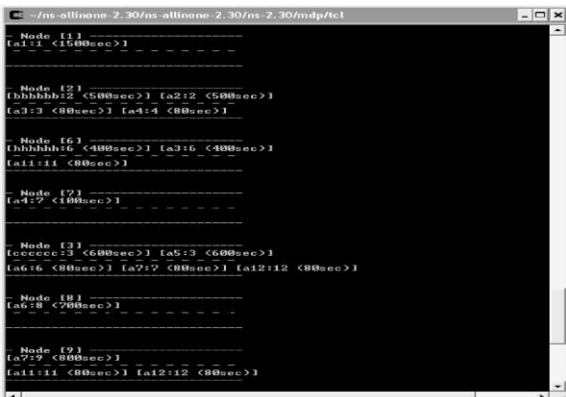 ~/ns-allinone-2.30/ns-allinone-2.30/ns-2.30/mdp/tcl
- Node [1] --------------------
[a1:1 (1500sec)]
- Node [2] --------------------
[bbbbbb:2 (500sec)] [a2:2 (500sec)]
[a3:3 (80sec)] [a4:4 (80sec)]
- Node [6] --------------------
[hhhhhh:6 (400sec)] [a3:6 (400sec)]
[a11:11 (80sec)]
- Node [7] --------------------
[a4:7 (100sec)]
- Node [3] --------------------
[cccccc:3 (600sec)] [a5:3 (600sec)]
[a6:6 (80sec)] [a7:7 (80sec)] [a12:12 (80sec)]
- Node [8] --------------------
[a6:8 (700sec)]
- Node [9] --------------------
[a7:9 (800sec)]
[a11:11 (80sec)] [a12:12 (80sec)]